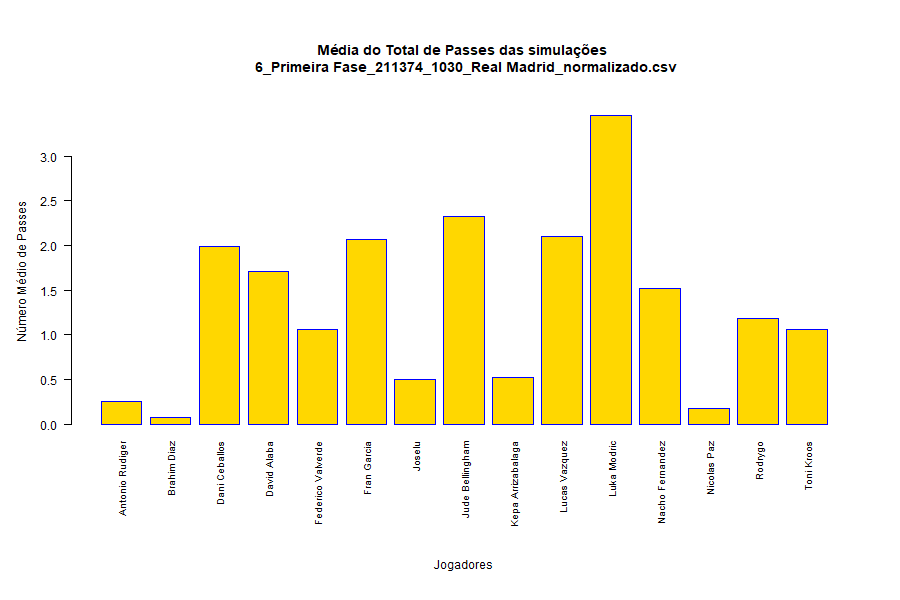 Média do Total de Passes das simulações
6_Primeira Fase_211374_1030_Real Madrid_normalizado.csv
Número Médio de Passes
3.0
2.5
2.0
1.5
1.0
0.5
0.0
Antonio Rudiger
Brahim Diaz
Dani Ceballos
David Alaba
Federico Valverde
Fran Garcia
Joselu
Jude Bellingham
Kepa Arrizabalaga
Lucas Vazquez
Luka Modric
Nacho Fernandez
Nicolas Paz
Rodrygo
Toni Kroos
Jogadores